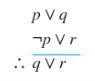 p ∨ q
¬p ∨ r
∴ q ∨ r